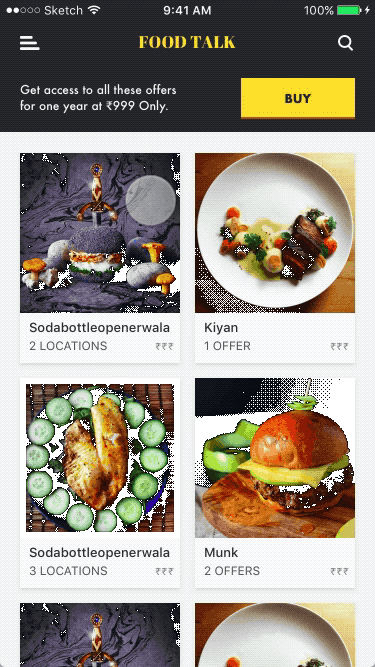 Sketch 9:41 AM 100%
FOOD TALK
Get access to all these offers
for one year at ₹999 Only.
BUY
Sodabottleopenerwala
2 LOCATIONS ₹₹₹
Kiyan
1 OFFER ₹₹₹
Sodabottleopenerwala
3 LOCATIONS ₹₹₹
Munk
2 OFFERS ₹₹₹